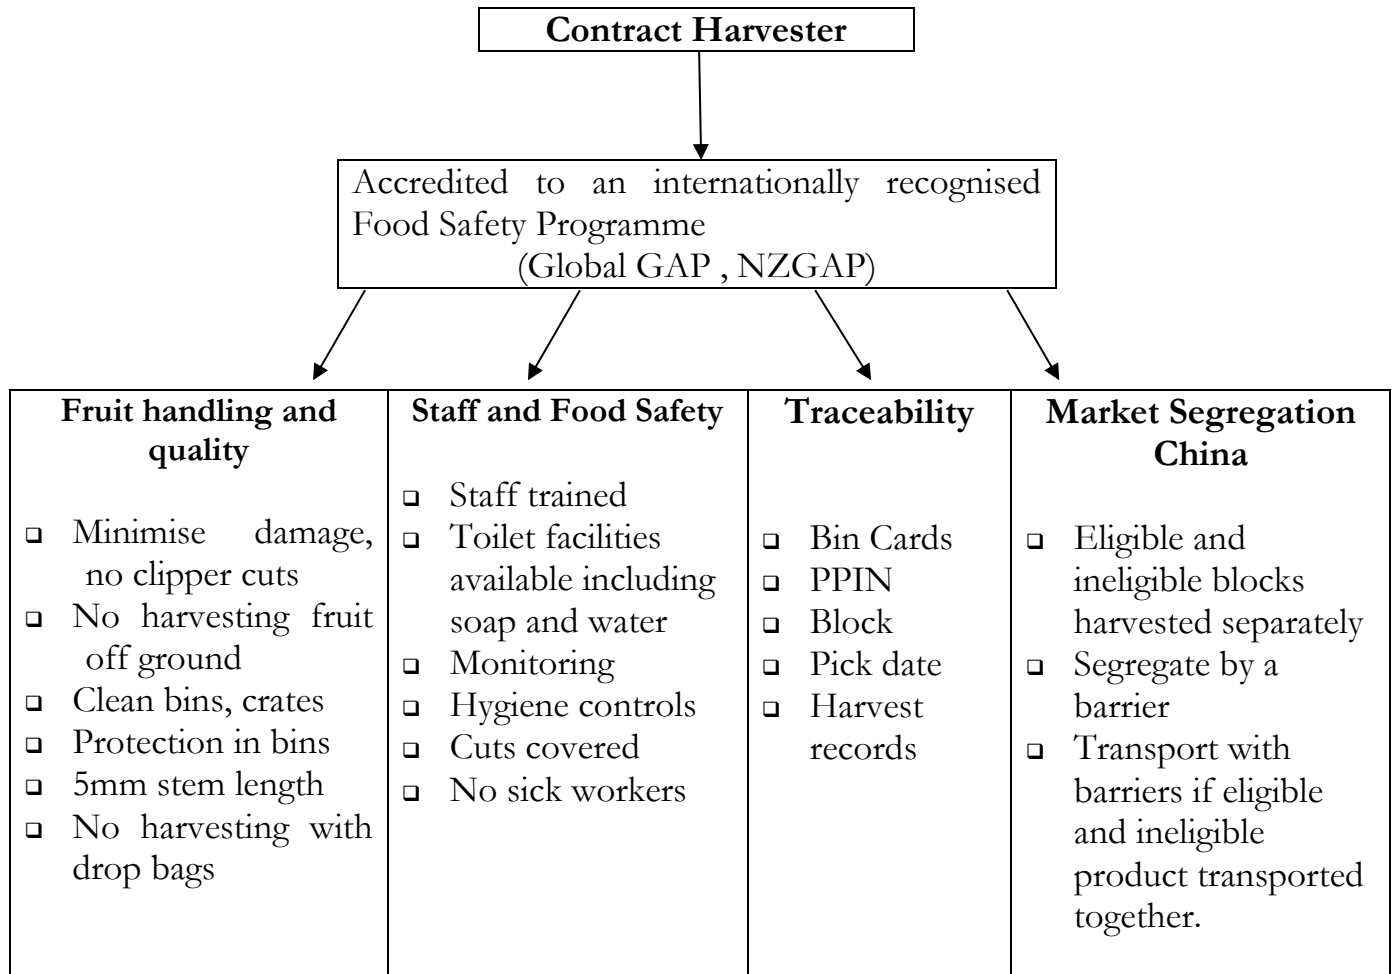 Contract Harvester
Accredited to an internationally recognised
Food Safety Programme
(Global GAP , NZGAP)
Fruit handling and
quality
❑ Minimise damage,
no clipper cuts
❑ No harvesting fruit
off ground
❑ Clean bins, crates
❑ Protection in bins
❑ 5mm stem length
❑ No harvesting with
drop bags
Staff and Food Safety
❑ Staff trained
❑ Toilet facilities
available including
soap and water
❑ Monitoring
❑ Hygiene controls
❑ Cuts covered
❑ No sick workers
Traceability
❑ Bin Cards
❑ PPIN
❑ Block
❑ Pick date
❑ Harvest
records
Market Segregation
China
❑ Eligible and
ineligible blocks
harvested separately
❑ Segregate by a
barrier
❑ Transport with
barriers if eligible
and ineligible
product transported
together.